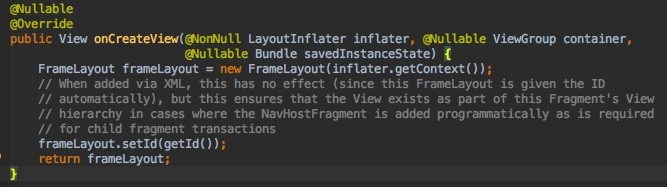 @Nullable
@Override
public View onCreateView(@NonNull LayoutInflater inflater, @Nullable ViewGroup container,
@Nullable Bundle savedInstanceState) {
FrameLayout frameLayout = new FrameLayout(inflater.getContext());
// When added via XML, this has no effect (since this FrameLayout is given the ID
// automatically), but this ensures that the View exists as part of this Fragment's View
// hierarchy in cases where the NavHostFragment is added programmatically as is required
// for child fragment transactions
frameLayout.setId(getId());
return frameLayout;
}